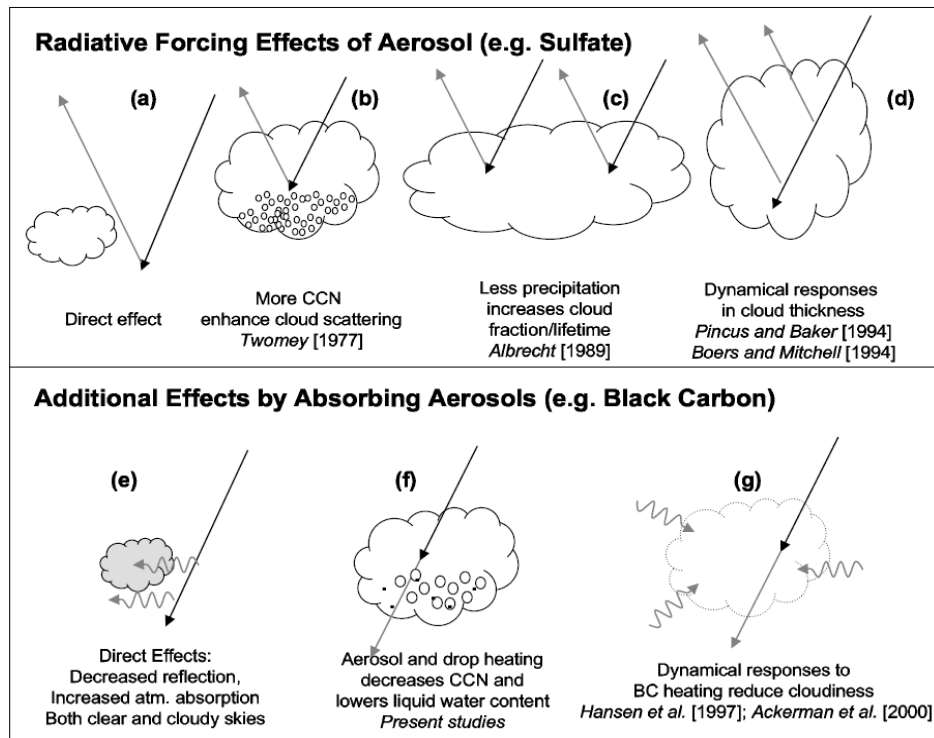 Radiative Forcing Effects of Aerosol (e.g. Sulfate)
(a)
(b)
(c)
(d)
Direct effect
More CCN
enhance cloud scattering
Twomey [1977]
Less precipitation
increases cloud
fraction/lifetime
Albrecht [1989]
Dynamical responses
in cloud thickness
Pincus and Baker [1994]
Boers and Mitchell [1994]
Additional Effects by Absorbing Aerosols (e.g. Black Carbon)
(e)
(f)
(g)
Direct Effects:
Decreased reflection,
Increased atm. absorption
Both clear and cloudy skies
Aerosol and drop heating
decreases CCN and
lowers liquid water content
Present studies
Dynamical responses to
BC heating reduce cloudiness
Hansen et al. [1997]; Ackerman et al. [2000]